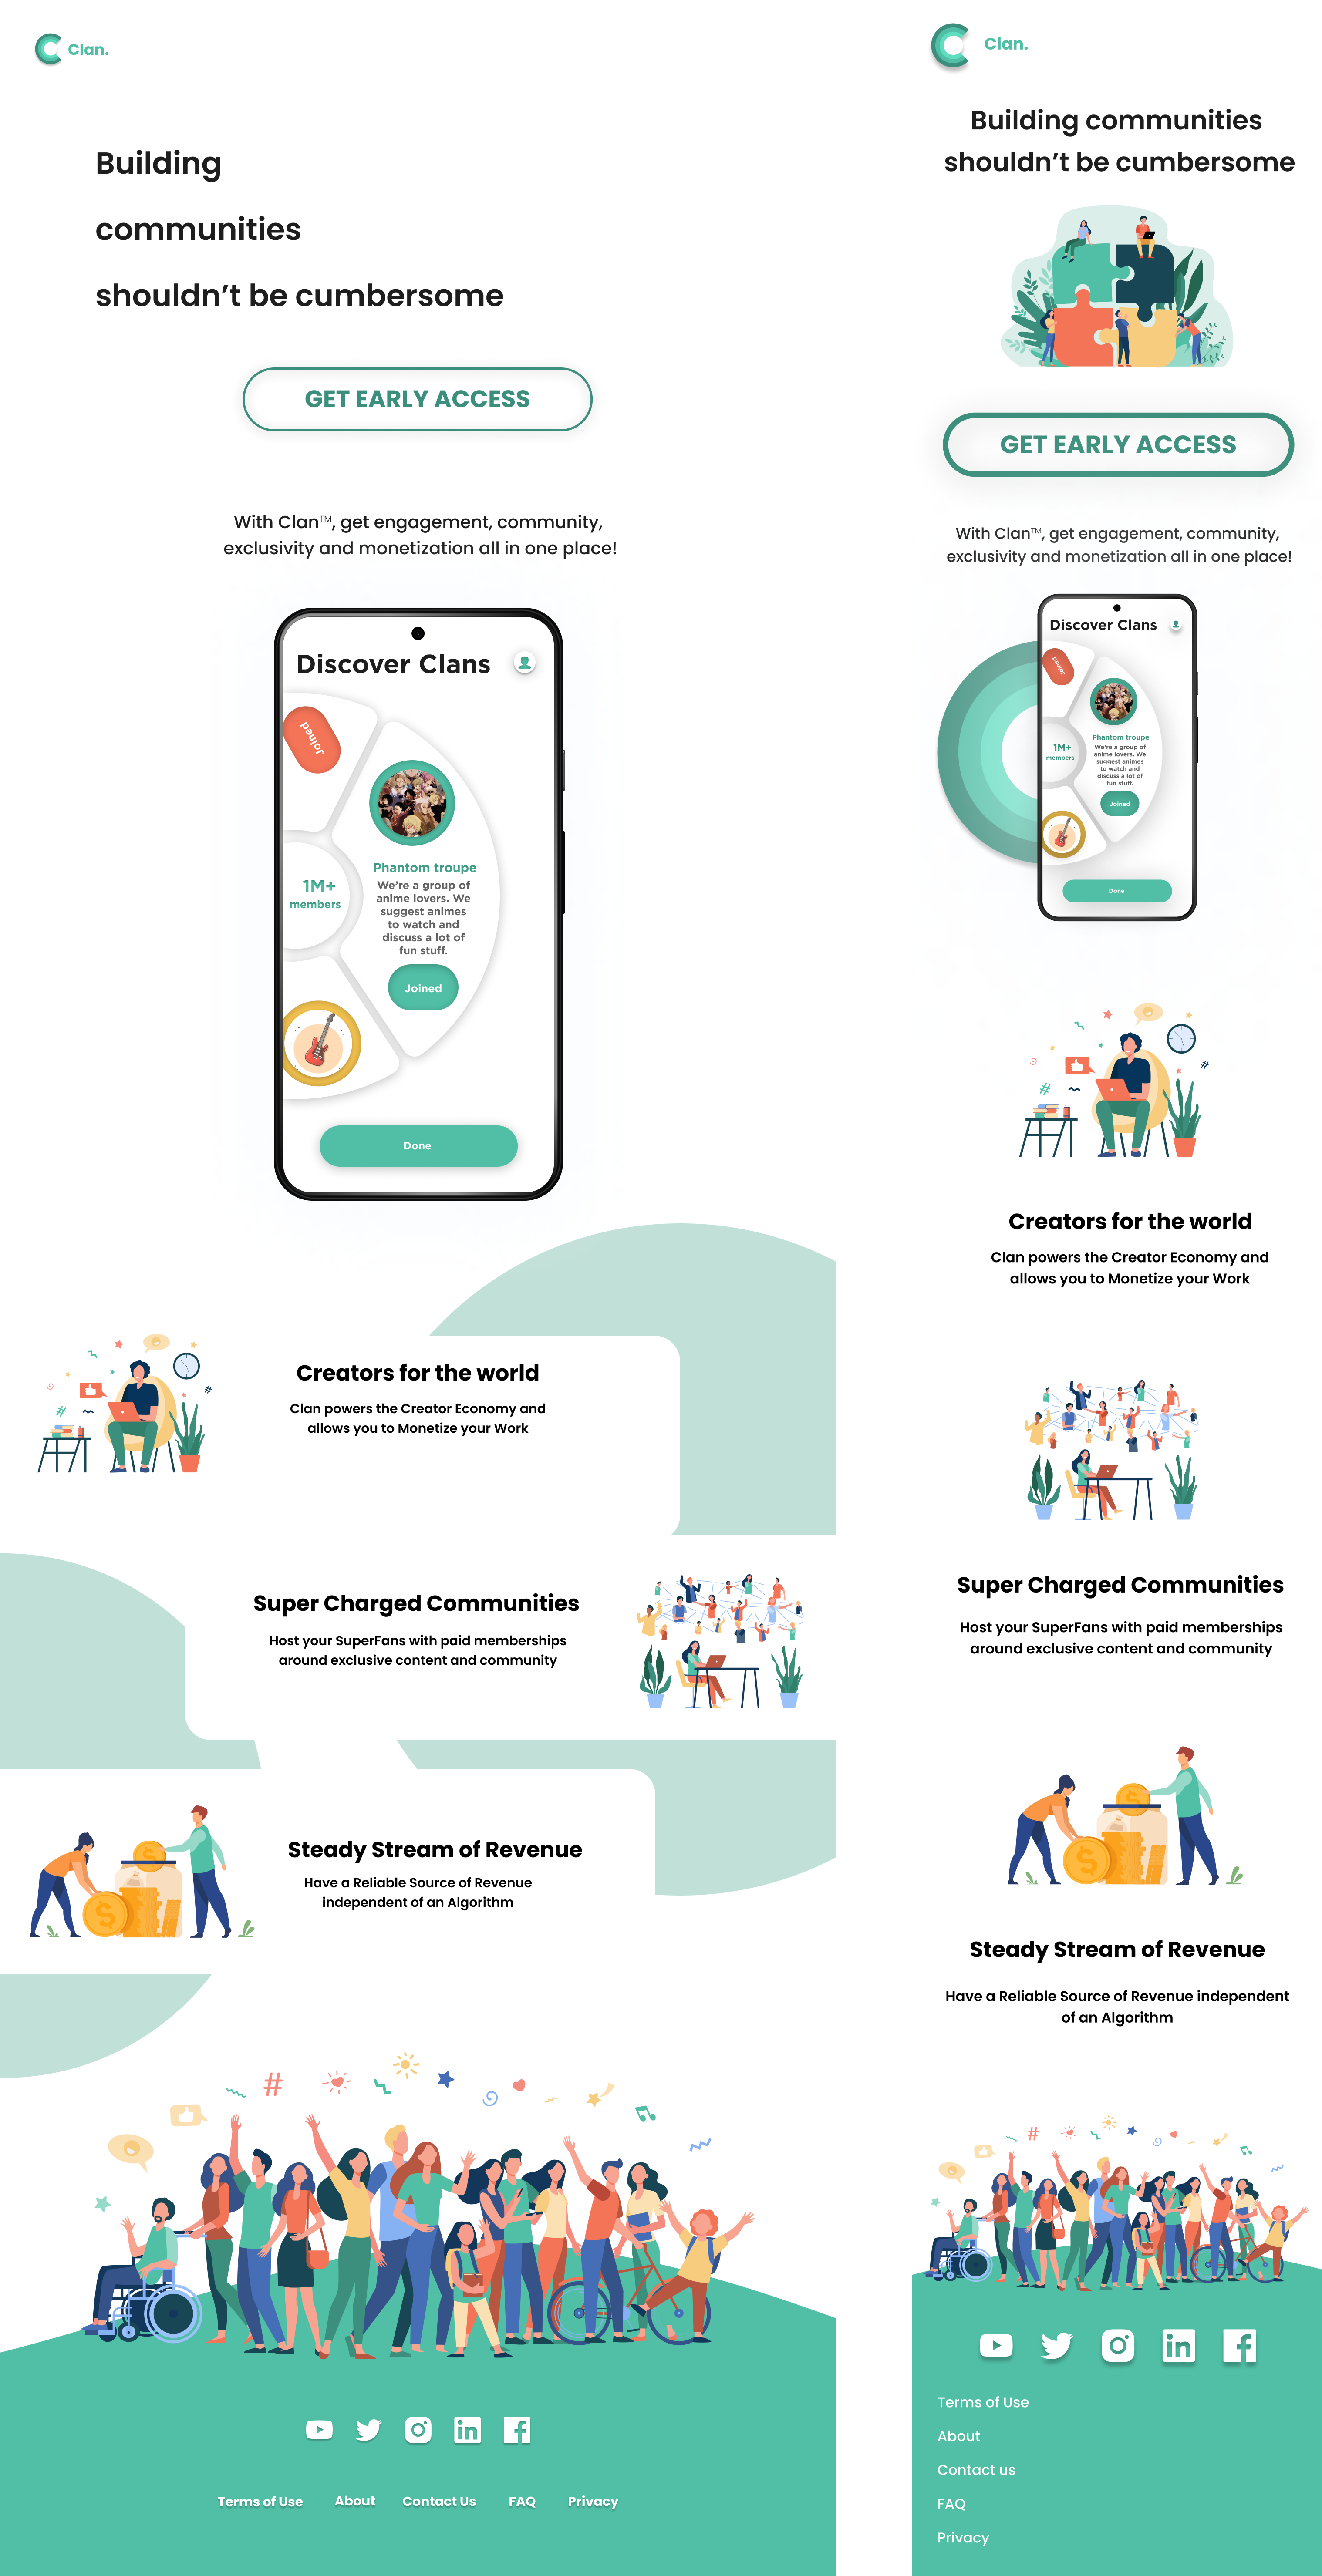 Clan.
Building
communities
shouldn’t be cumbersome
GET EARLY ACCESS
With Clan™, get engagement, community,
exclusivity and monetization all in one place!
Discover Clans
Joined
Phantom troupe
We’re a group of
anime lovers. We
suggest animes
to watch and
discuss a lot of
fun stuff.
1M+
members
Joined
Done
Creators for the world
Clan powers the Creator Economy and
allows you to Monetize your Work
Super Charged Communities
Host your SuperFans with paid memberships
around exclusive content and community
Steady Stream of Revenue
Have a Reliable Source of Revenue
independent of an Algorithm
#
in
Terms of Use
About
Contact Us
FAQ
Privacy
Clan.
Building communities
shouldn’t be cumbersome
GET EARLY ACCESS
With Clan™, get engagement, community,
exclusivity and monetization all in one place!
Discover Clans
Joined
Phantom troupe
We’re a group of
anime lovers. We
suggest animes
to watch and
discuss a lot of
fun stuff.
1M+
members
Joined
Done
Creators for the world
Clan powers the Creator Economy and
allows you to Monetize your Work
Super Charged Communities
Host your SuperFans with paid memberships
around exclusive content and community
Steady Stream of Revenue
Have a Reliable Source of Revenue independent
of an Algorithm
#
in
Terms of Use
About
Contact us
FAQ
Privacy